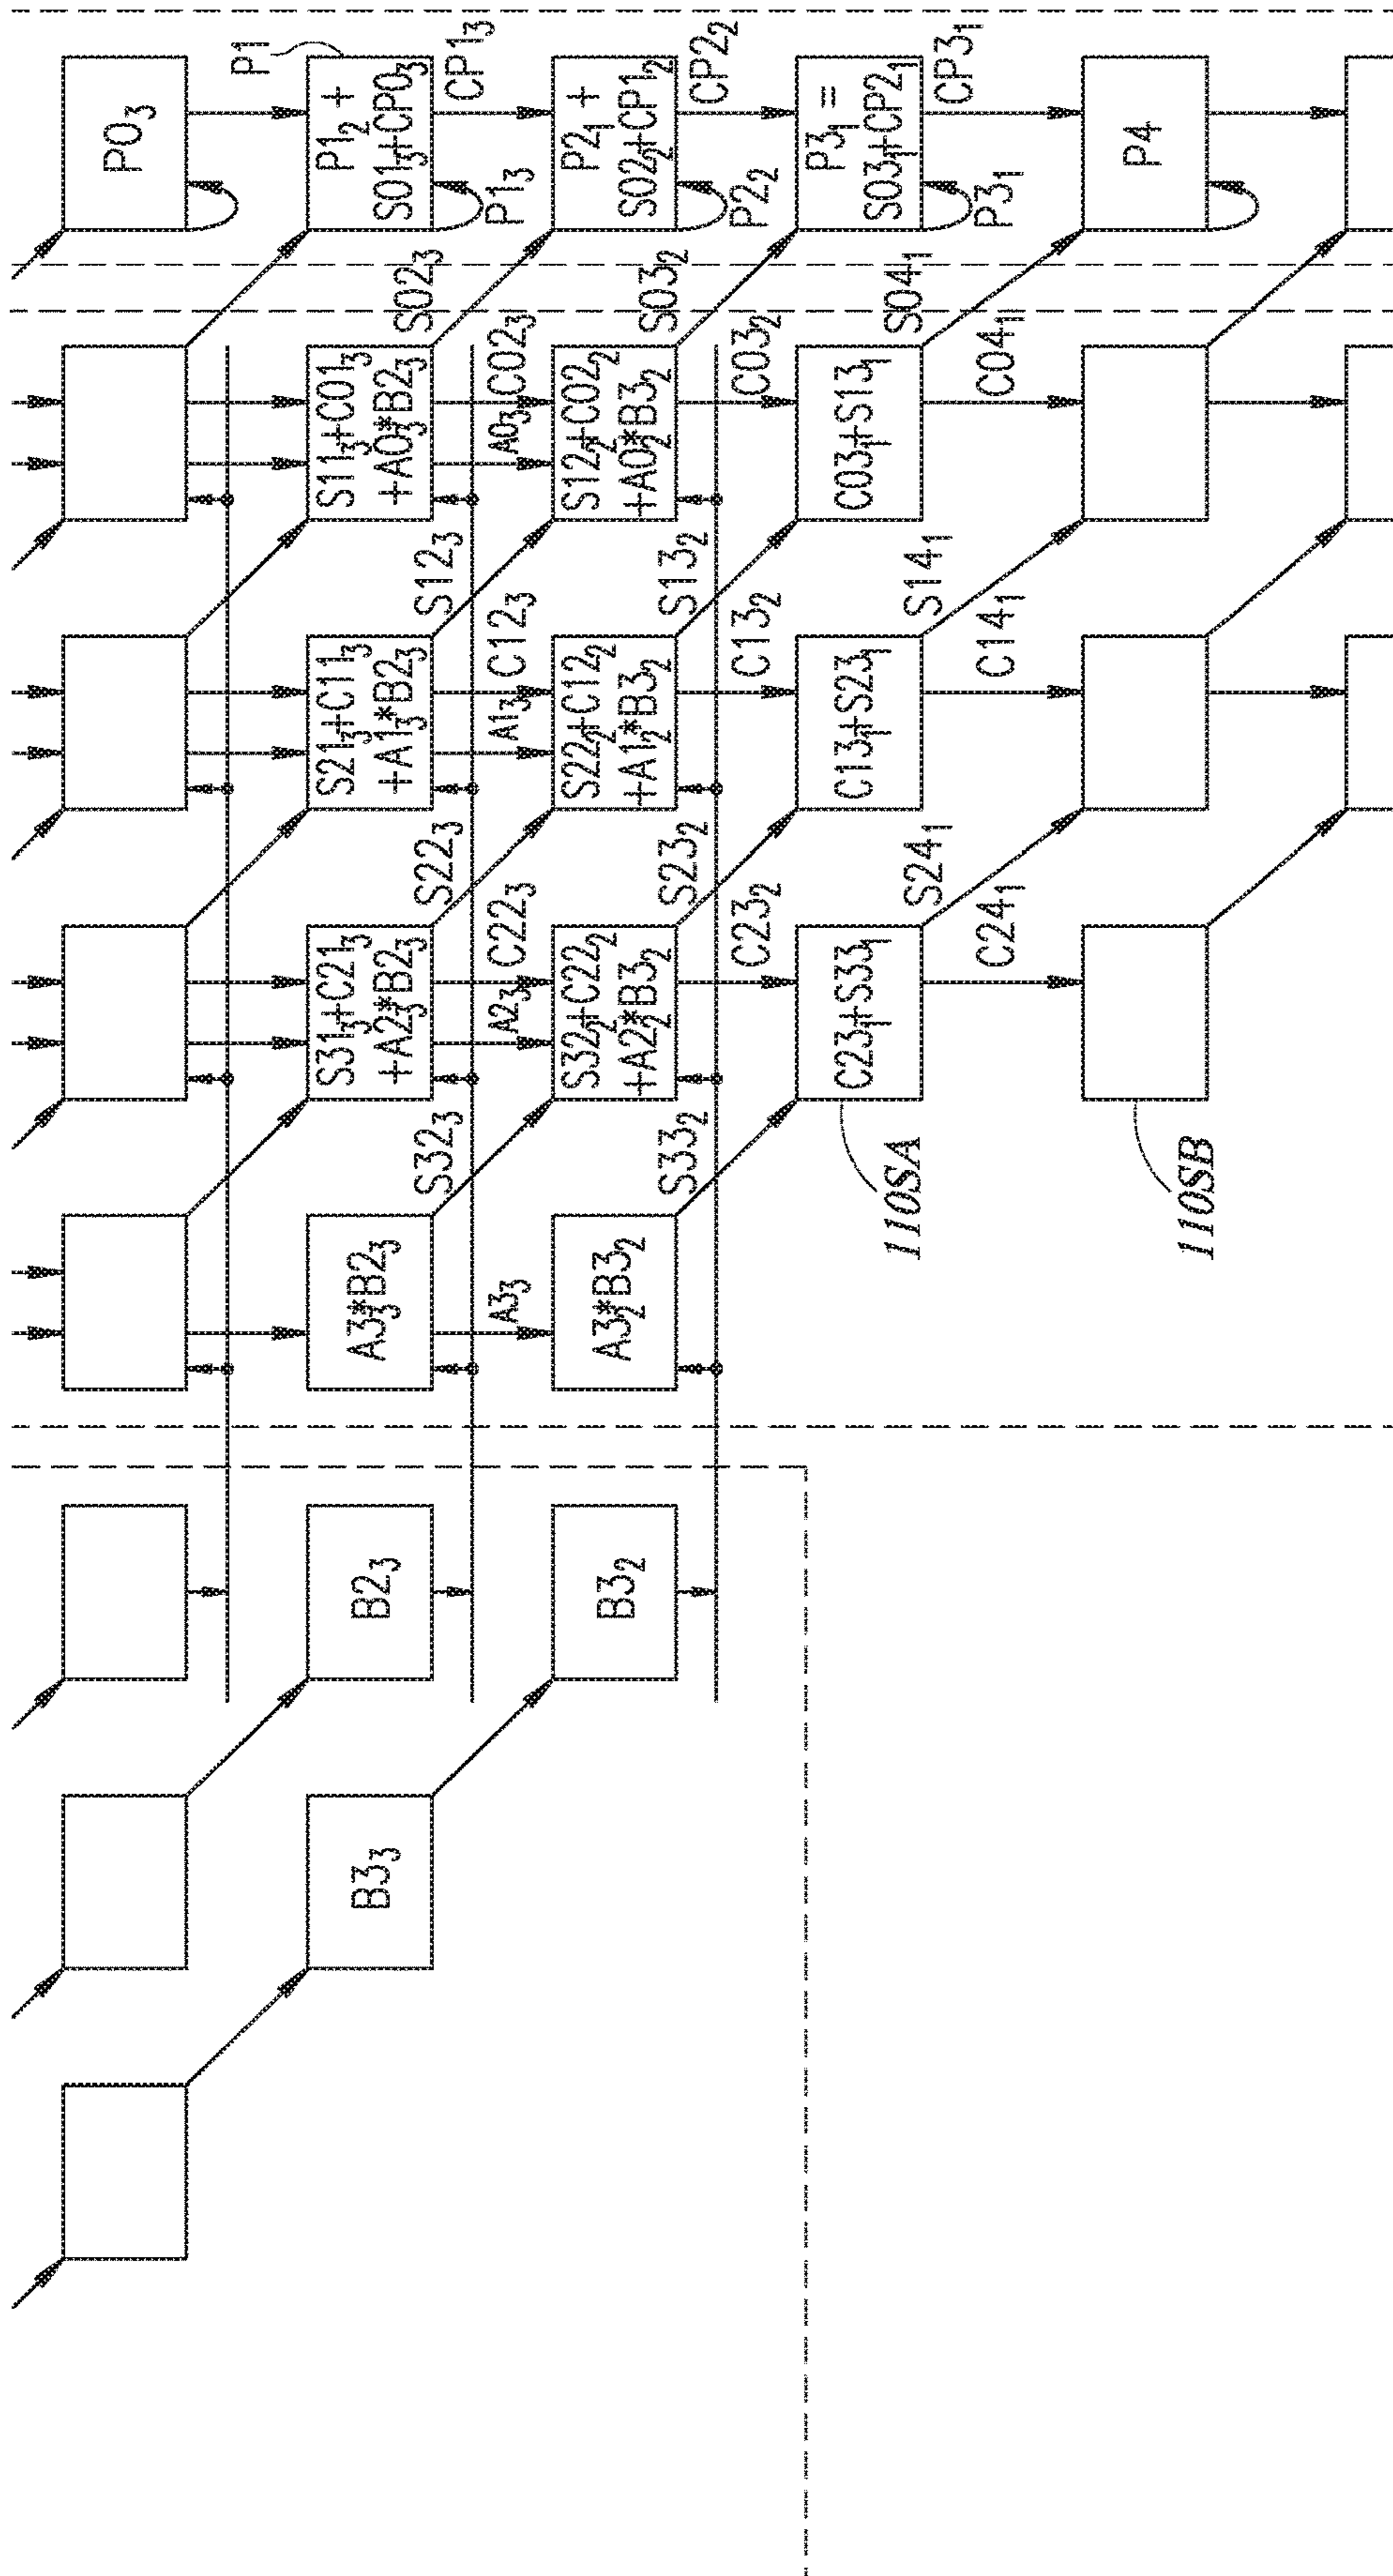 P0₃
P1
B3₃
B2₃
A3₃*B2₃
S31₃+C21₃
+A2₃*B2₃
S21₃+C11₃
+A1₃*B2₃
S11₃+C01₃
+A0₃*B2₃
P1₂ +
S01₃+CP0₃
S32₃
S22₃
S12₃
S02₃
CP1₃
A3₃
A2₃
C22₃
A1₃
C12₃
A0₃
C02₃
P1₃
B3₂
A3₂*B3₂
S32₂+C22₂
+A2₂*B3₂
S22₂+C12₂
+A1₂*B3₂
S12₂+C02₂
+A0₂*B3₂
P2₁ +
S02₂+CP1₂
S33₂
S23₂
S13₂
S03₂
CP2₂
C23₂
C13₂
C03₂
P2₂
C23₁+S33₁
C13₁+S23₁
C03₁+S13₁
P3₁ =
S03₁+CP2₁
110SA
S24₁
S14₁
S04₁
CP3₁
C24₁
C14₁
C04₁
P3₁
P4
110SB